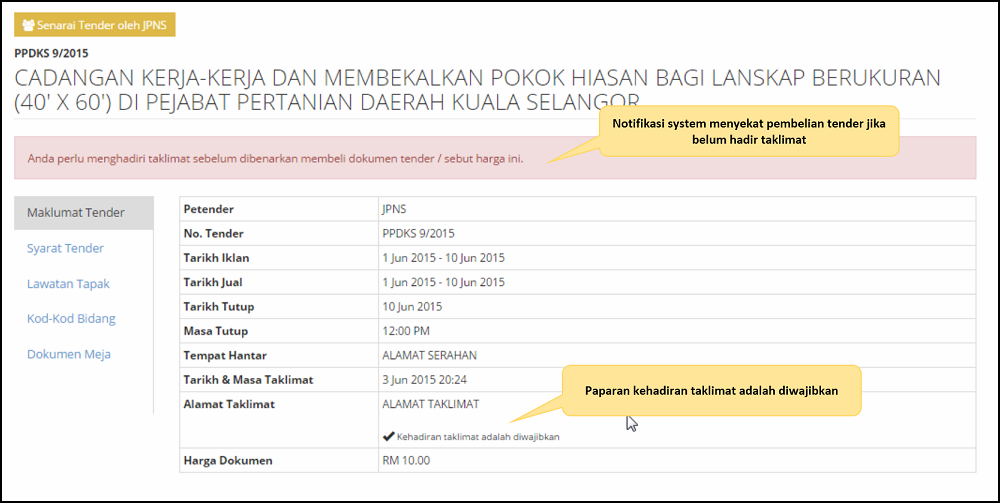 Senarai Tender oleh JPNS
PPDKS 9/2015
CADANGAN KERJA-KERJA DAN MEMBEKALKAN POKOK HIASAN BAGI LANSKAP BERUKURAN
(40' X 60') DI PEJABAT PERTANIAN DAERAH KUALA SELANGOR
Notifikasi system menyekat pembelian tender jika
belum hadir taklimat
Anda perlu menghadiri taklimat sebelum dibenarkan membeli dokumen tender / sebut harga ini.
Maklumat Tender
Syarat Tender
Lawatan Tapak
Kod-Kod Bidang
Dokumen Meja
Petender JPNS
No. Tender PPDKS 9/2015
Tarikh Iklan 1 Jun 2015 - 10 Jun 2015
Tarikh Jual 1 Jun 2015 - 10 Jun 2015
Tarikh Tutup 10 Jun 2015
Masa Tutup 12:00 PM
Tempat Hantar ALAMAT SERAHAN
Tarikh & Masa Taklimat 3 Jun 2015 20:24
Alamat Taklimat ALAMAT TAKLIMAT
Paparan kehadiran taklimat adalah diwajibkan
✔ Kehadiran taklimat adalah diwajibkan
Harga Dokumen RM 10.00